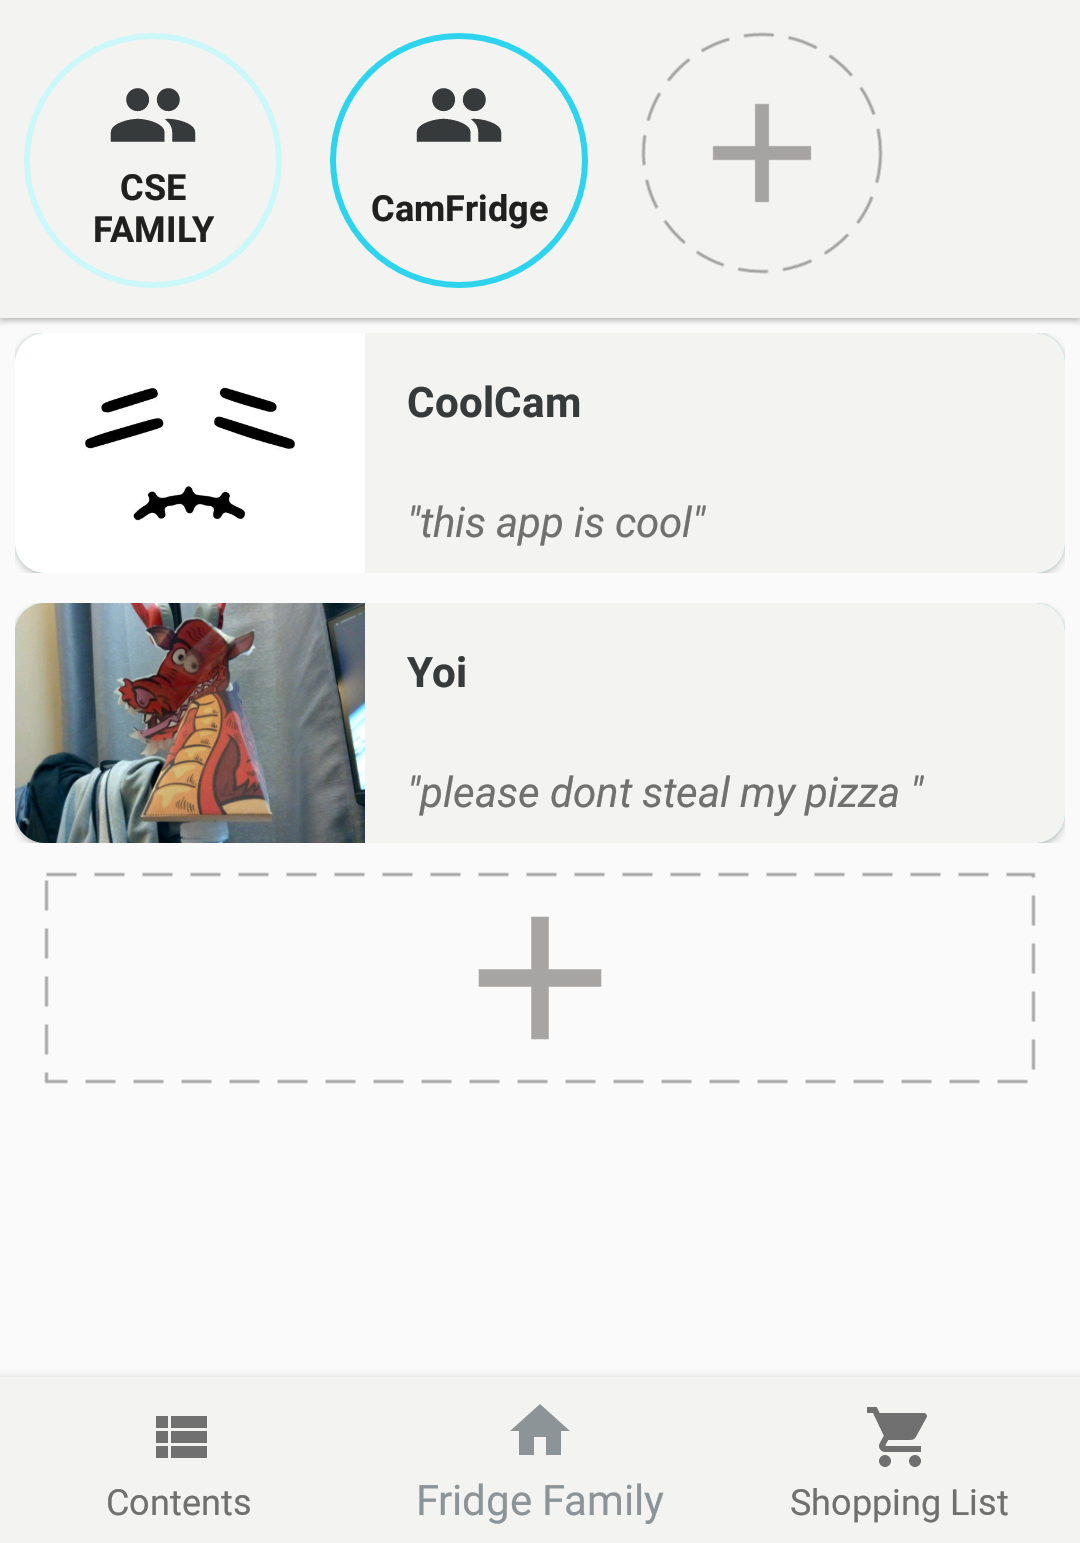 CSE
FAMILY
CamFridge
CoolCam
"this app is cool"
Yoi
"please dont steal my pizza "
Contents
Fridge Family
Shopping List